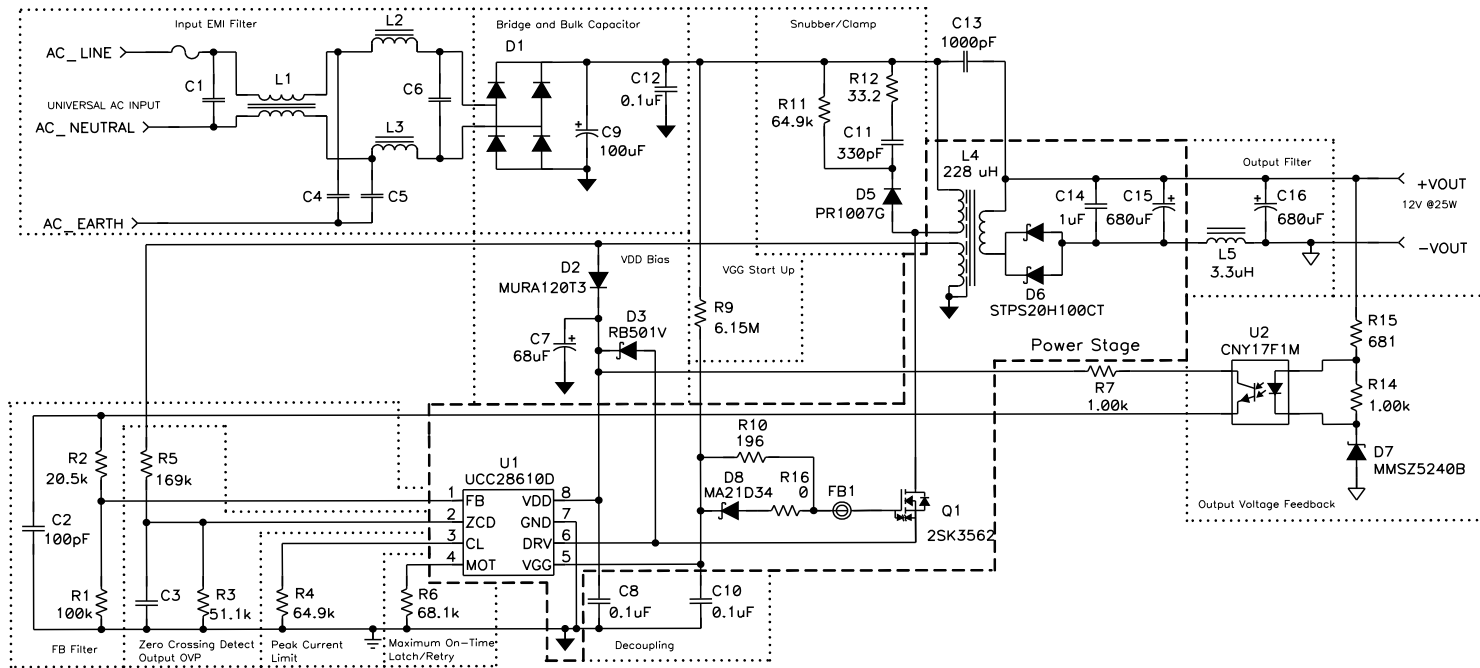 Input EMI Filter
L2
AC_LINE
C1
L1
C6
UNIVERSAL AC INPUT
AC_NEUTRAL
L3
C4
C5
AC_EARTH
Bridge and Bulk Capacitor
D1
C12
0.1uF
C9
100uF
Snubber/Clamp
R12
33.2
R11
64.9k
C11
330pF
D5
PR1007G
C13
1000pF
L4
228 uH
C14
1uF
C15
680uF
Output Filter
C16
680uF
+VOUT
12V @25W
-VOUT
L5
3.3uH
D6
STPS20H100CT
VDD Bias
D2
MURA120T3
D3
RB501V
C7
68uF
VGG Start Up
R9
6.15M
Power Stage
R7
1.00k
U2
CNY17F1M
R15
681
R14
1.00k
D7
MMSZ5240B
Output Voltage Feedback
R2
20.5k
R5
169k
C2
100pF
R1
100k
C3
R3
51.1k
R4
64.9k
R6
68.1k
U1
UCC28610D
1 FB VDD 8
2 ZCD GND 7
3 CL DRV 6
4 MOT VGG 5
R10
196
D8
MA21D34
R16
0
FB1
Q1
2SK3562
C8
0.1uF
C10
0.1uF
FB Filter
Zero Crossing Detect
Output OVP
Peak Current
Limit
Maximum On-Time
Latch/Retry
Decoupling